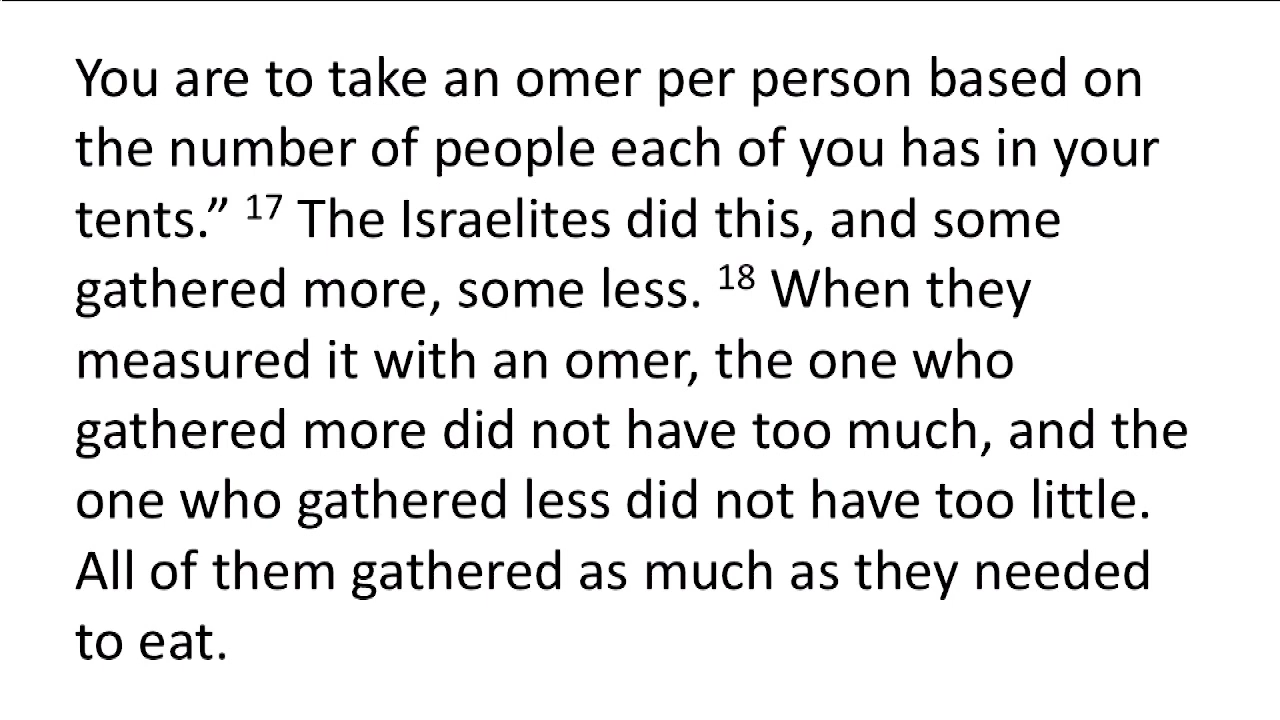 You are to take an omer per person based on
the number of people each of you has in your
tents.” 17 The Israelites did this, and some
gathered more, some less. 18 When they
measured it with an omer, the one who
gathered more did not have too much, and the
one who gathered less did not have too little.
All of them gathered as much as they needed
to eat.